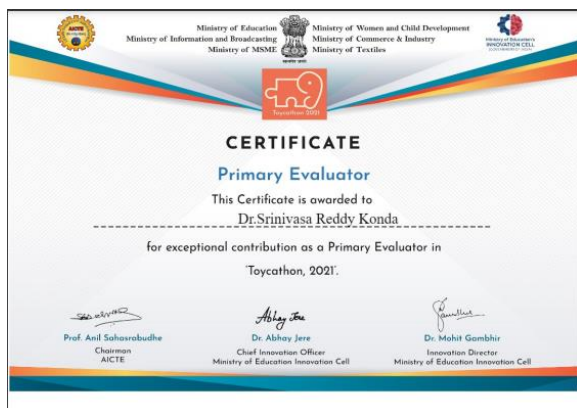 Ministry of Education
Ministry of Information and Broadcasting
Ministry of MSME
Ministry of Women and Child Development
Ministry of Commerce & Industry
Ministry of Textiles
AICTE
Ministry of Education's
INNOVATION CELL
Toycathon 2021
CERTIFICATE
Primary Evaluator
This Certificate is awarded to
Dr.Srinivasa Reddy Konda
for exceptional contribution as a Primary Evaluator in
'Toycathon, 2021'.
Abhay Jere
Prof. Anil Sahasrabudhe
Chairman
AICTE
Dr. Abhay Jere
Chief Innovation Officer
Ministry of Education Innovation Cell
Dr. Mohit Gambhir
Innovation Director
Ministry of Education Innovation Cell